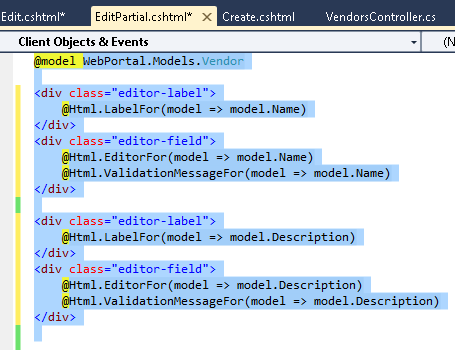 Edit.cshtml* EditPartial.cshtml* × Create.cshtml VendorsController.cs
Client Objects & Events (N
@model WebPortal.Models.Vendor
<div class="editor-label">
@Html.LabelFor(model => model.Name)
</div>
<div class="editor-field">
@Html.EditorFor(model => model.Name)
@Html.ValidationMessageFor(model => model.Name)
</div>
<div class="editor-label">
@Html.LabelFor(model => model.Description)
</div>
<div class="editor-field">
@Html.EditorFor(model => model.Description)
@Html.ValidationMessageFor(model => model.Description)
</div>